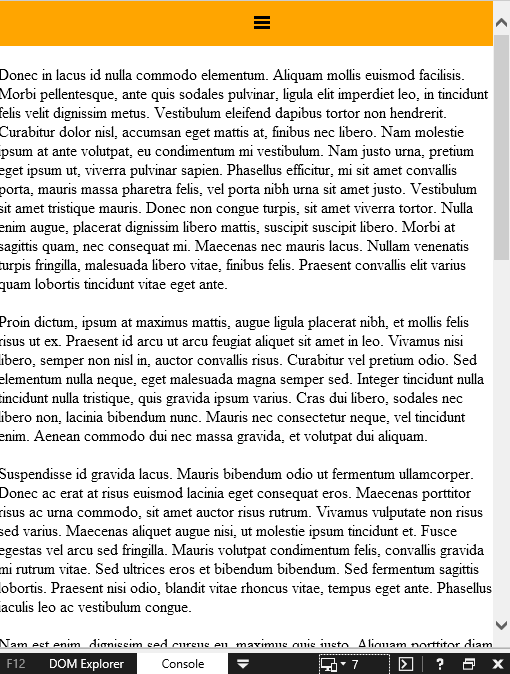 Donec in lacus id nulla commodo elementum. Aliquam mollis euismod facilisis.
Morbi pellentesque, ante quis sodales pulvinar, ligula elit imperdiet leo, in tincidunt
felis velit dignissim metus. Vestibulum eleifend dapibus tortor non hendrerit.
Curabitur dolor nisl, accumsan eget mattis at, finibus nec libero. Nam molestie
ipsum at ante volutpat, eu condimentum mi vestibulum. Nam justo urna, pretium
eget ipsum ut, viverra pulvinar sapien. Phasellus efficitur, mi sit amet convallis
porta, mauris massa pharetra felis, vel porta nibh urna sit amet justo. Vestibulum
sit amet tristique mauris. Donec non congue turpis, sit amet viverra tortor. Nulla
enim augue, placerat dignissim libero mattis, suscipit suscipit libero. Morbi at
sagittis quam, nec consequat mi. Maecenas nec mauris lacus. Nullam venenatis
turpis fringilla, malesuada libero vitae, finibus felis. Praesent convallis elit varius
quam lobortis tincidunt vitae eget ante.
Proin dictum, ipsum at maximus mattis, augue ligula placerat nibh, et mollis felis
risus ut ex. Praesent id arcu ut arcu feugiat aliquet sit amet in leo. Vivamus nisi
libero, semper non nisl in, auctor convallis risus. Curabitur vel pretium odio. Sed
elementum nulla neque, eget malesuada magna semper sed. Integer tincidunt nulla
tincidunt nulla tristique, quis gravida ipsum varius. Cras dui libero, sodales nec
libero non, lacinia bibendum nunc. Mauris nec consectetur neque, vel tincidunt
enim. Aenean commodo dui nec massa gravida, et volutpat dui aliquam.
Suspendisse id gravida lacus. Mauris bibendum odio ut fermentum ullamcorper.
Donec ac erat at risus euismod lacinia eget consequat eros. Maecenas porttitor
risus ac urna commodo, sit amet auctor risus rutrum. Vivamus vulputate non risus
sed varius. Maecenas aliquet augue nisi, ut molestie ipsum tincidunt et. Fusce
egestas vel arcu sed fringilla. Mauris volutpat condimentum felis, convallis gravida
mi rutrum vitae. Sed ultrices eros et bibendum bibendum. Sed fermentum sagittis
lobortis. Praesent nisi odio, blandit vitae rhoncus vitae, tempus eget ante. Phasellus
iaculis leo ac vestibulum congue.
Nam est enim, dignissim sed cursus eu, maximus quis justo. Aliquam porttitor diam
F12 DOM Explorer Console 7 ?